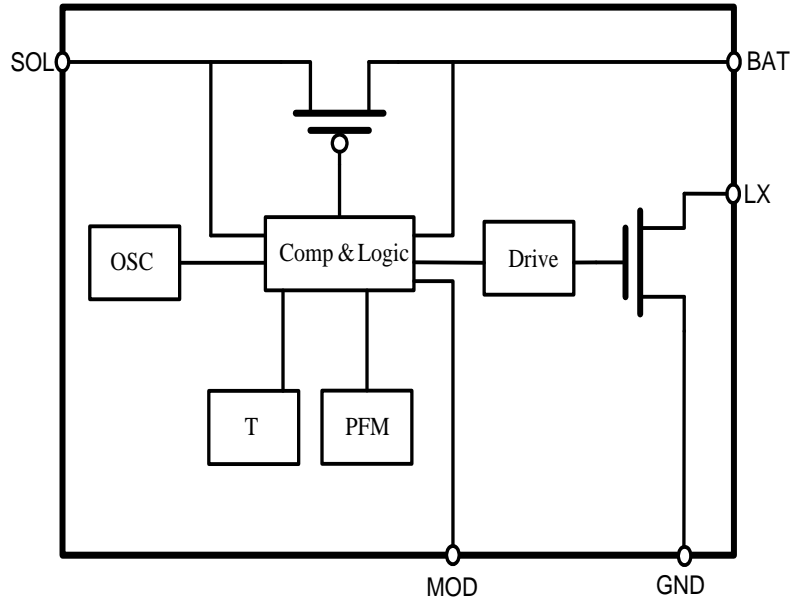 SOL
BAT
LX
OSC
Comp & Logic
Drive
T
PFM
MOD
GND